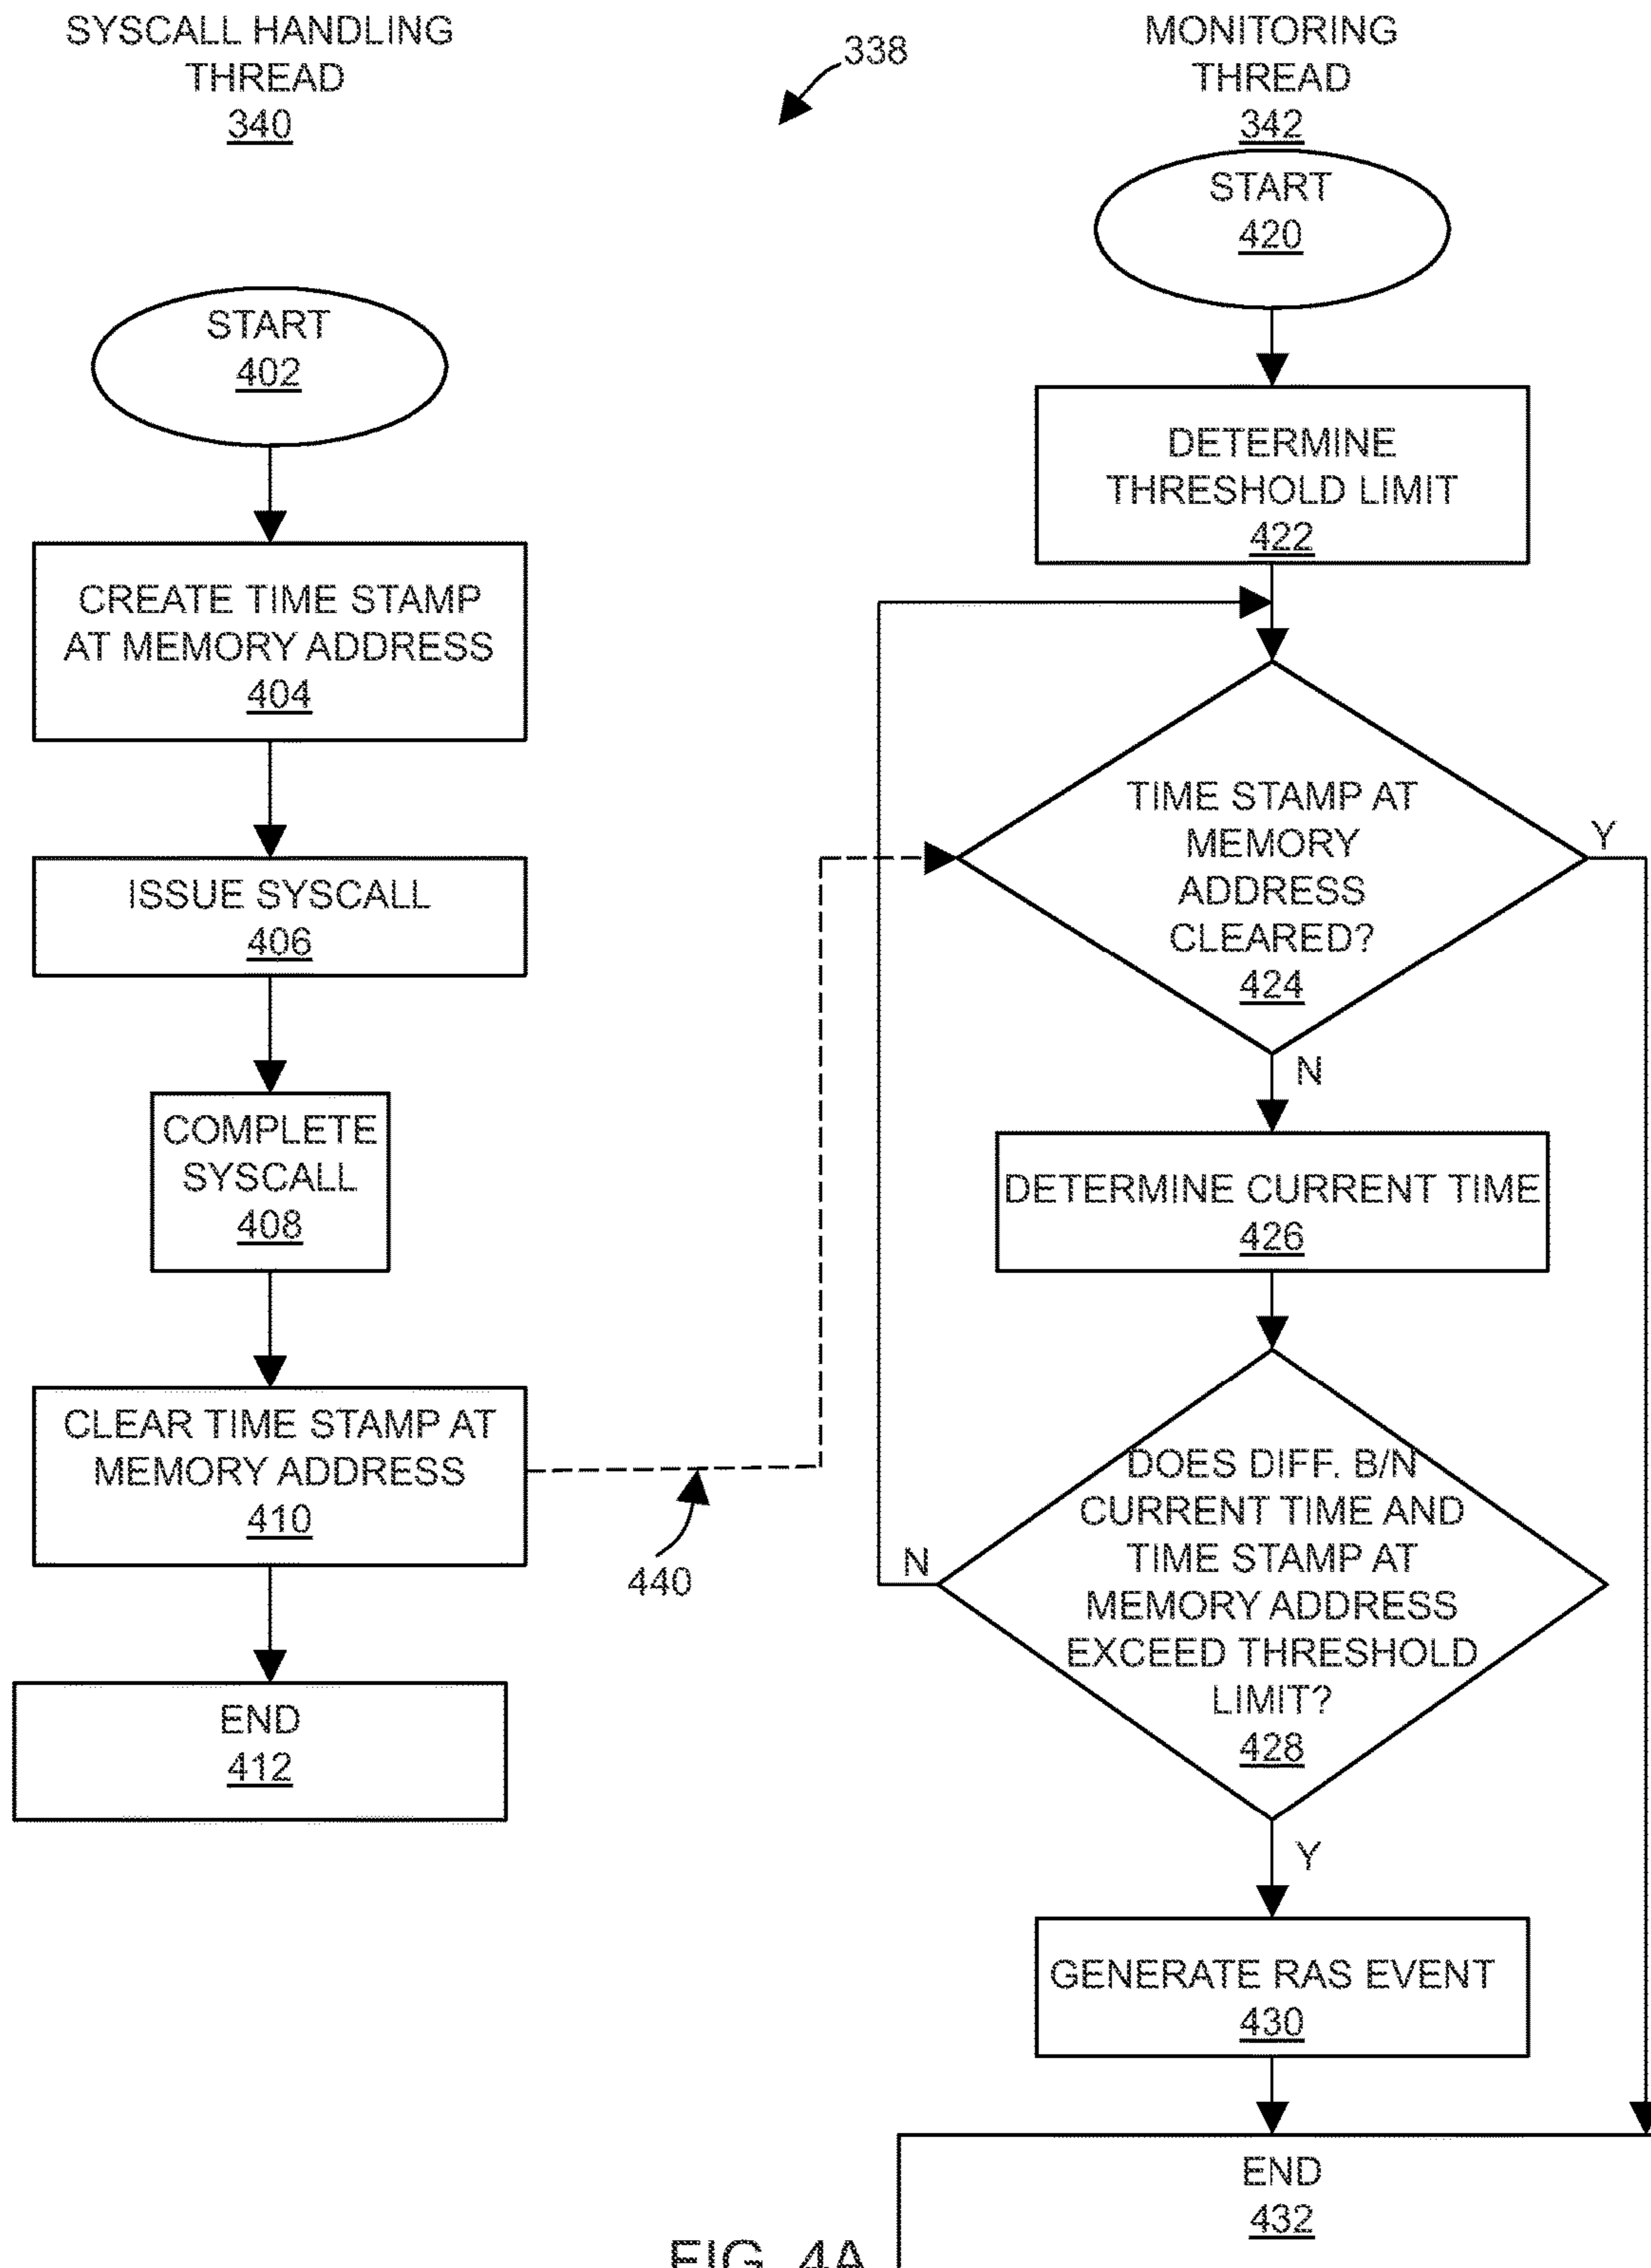 SYSCALL HANDLING
THREAD
340
338
MONITORING
THREAD
342
START
402
CREATE TIME STAMP
AT MEMORY ADDRESS
404
ISSUE SYSCALL
406
COMPLETE
SYSCALL
408
CLEAR TIME STAMP AT
MEMORY ADDRESS
410
440
END
412
START
420
DETERMINE
THRESHOLD LIMIT
422
TIME STAMP AT
MEMORY
ADDRESS
CLEARED?
424
Y
N
DETERMINE CURRENT TIME
426
DOES DIFF. B/N
CURRENT TIME AND
TIME STAMP AT
MEMORY ADDRESS
EXCEED THRESHOLD
LIMIT?
428
N
Y
GENERATE RAS EVENT
430
END
432
FIG. 4A